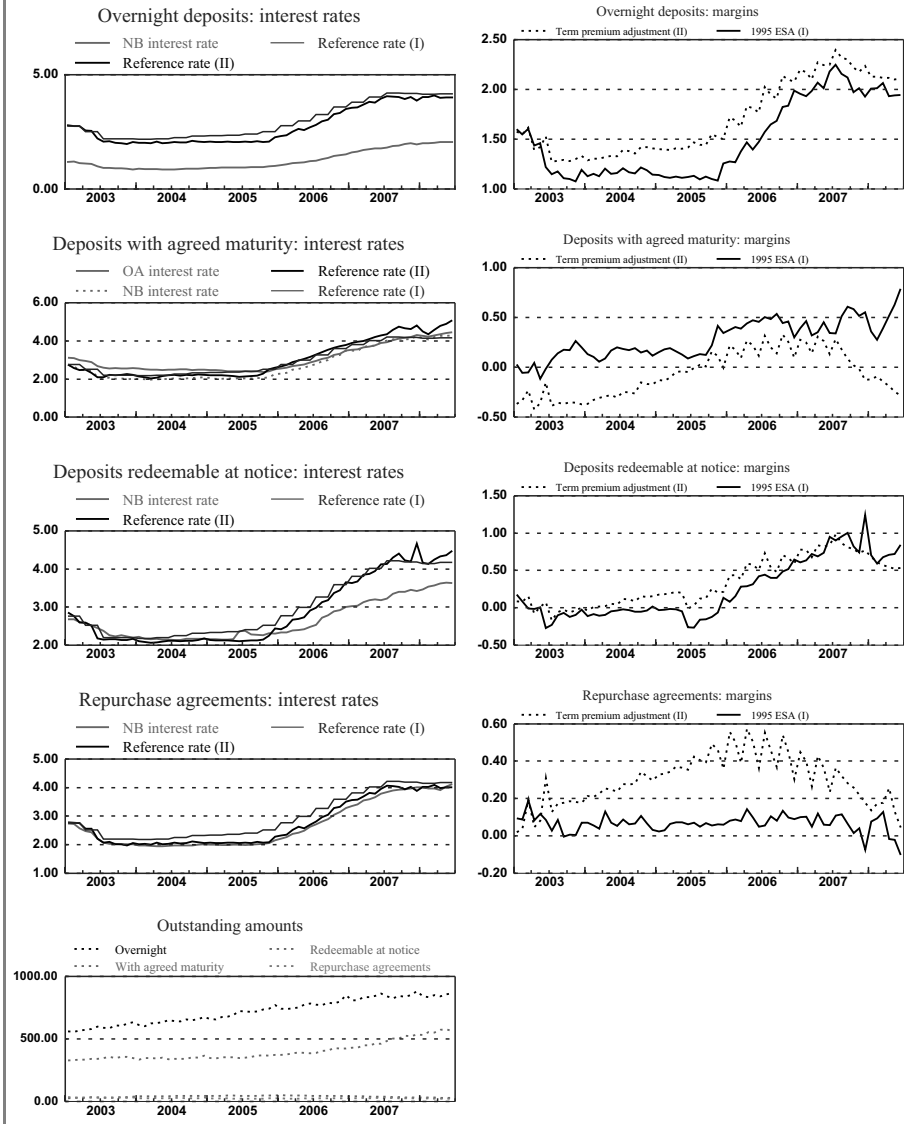 Overnight deposits: interest rates
NB interest rate Reference rate (I)
Reference rate (II)
5.00
0.00
2003 2004 2005 2006 2007
Overnight deposits: margins
Term premium adjustment (II) 1995 ESA (I)
2.50
2.00
1.50
1.00
2003 2004 2005 2006 2007
Deposits with agreed maturity: interest rates
OA interest rate Reference rate (II)
NB interest rate Reference rate (I)
6.00
4.00
2.00
0.00
2003 2004 2005 2006 2007
Deposits with agreed maturity: margins
Term premium adjustment (II) 1995 ESA (I)
1.00
0.50
0.00
-0.50
2003 2004 2005 2006 2007
Deposits redeemable at notice: interest rates
NB interest rate Reference rate (I)
Reference rate (II)
5.00
4.00
3.00
2.00
2003 2004 2005 2006 2007
Deposits redeemable at notice: margins
Term premium adjustment (II) 1995 ESA (I)
1.50
1.00
0.50
0.00
-0.50
2003 2004 2005 2006 2007
Repurchase agreements: interest rates
NB interest rate Reference rate (I)
Reference rate (II)
5.00
4.00
3.00
2.00
1.00
2003 2004 2005 2006 2007
Repurchase agreements: margins
Term premium adjustment (II) 1995 ESA (I)
0.60
0.40
0.20
0.00
-0.20
2003 2004 2005 2006 2007
Outstanding amounts
Overnight Redeemable at notice
With agreed maturity Repurchase agreements
1000.00
500.00
0.00
2003 2004 2005 2006 2007